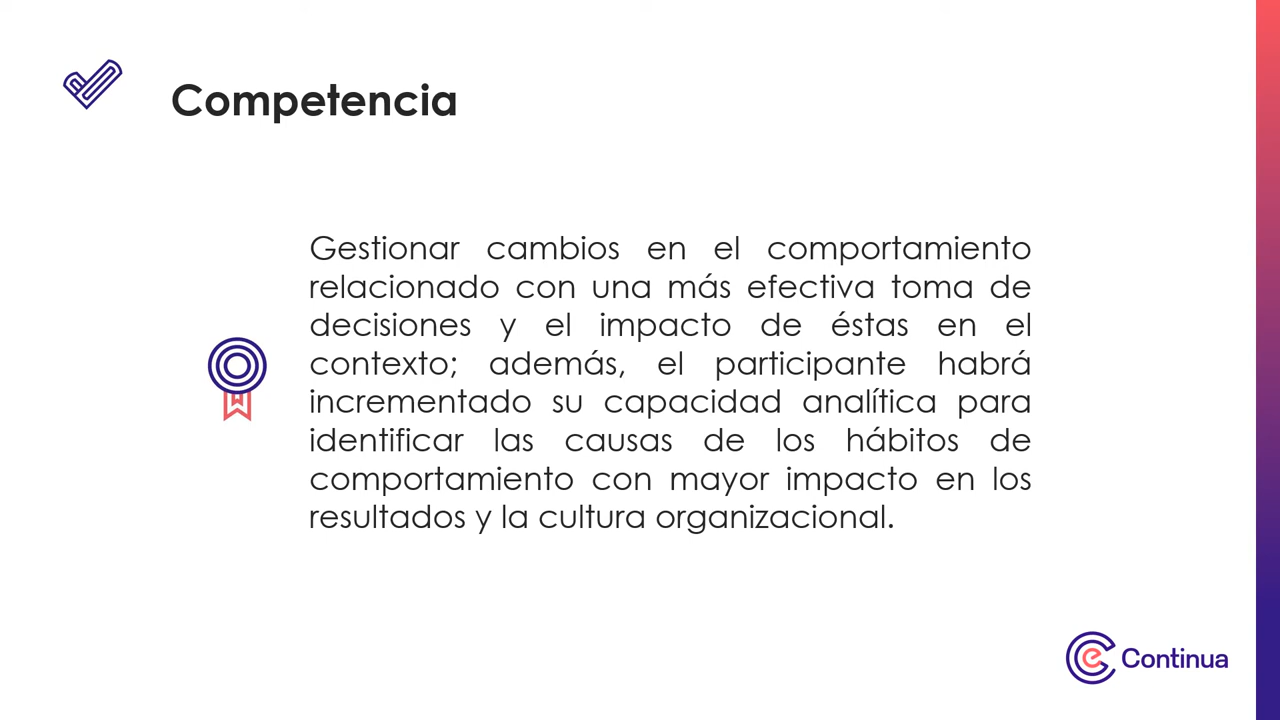 Competencia
Gestionar cambios en el comportamiento
relacionado con una más efectiva toma de
decisiones y el impacto de éstas en el
contexto; además, el participante habrá
incrementado su capacidad analítica para
identificar las causas de los hábitos de
comportamiento con mayor impacto en los
resultados y la cultura organizacional.
e Continua